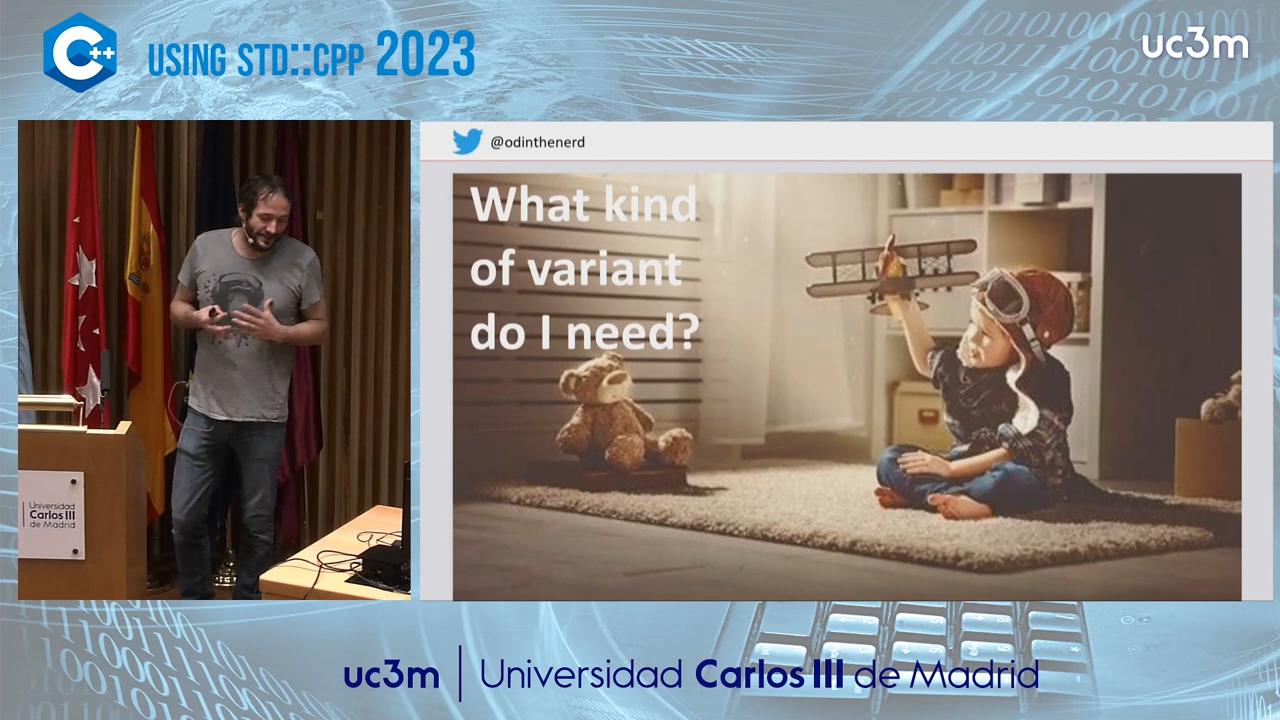 C++
USING STD::CPP 2023
uc3m
@odinthenerd
What kind
of variant
do I need?
Universidad
Carlos III
de Madrid
uc3m | Universidad Carlos III de Madrid